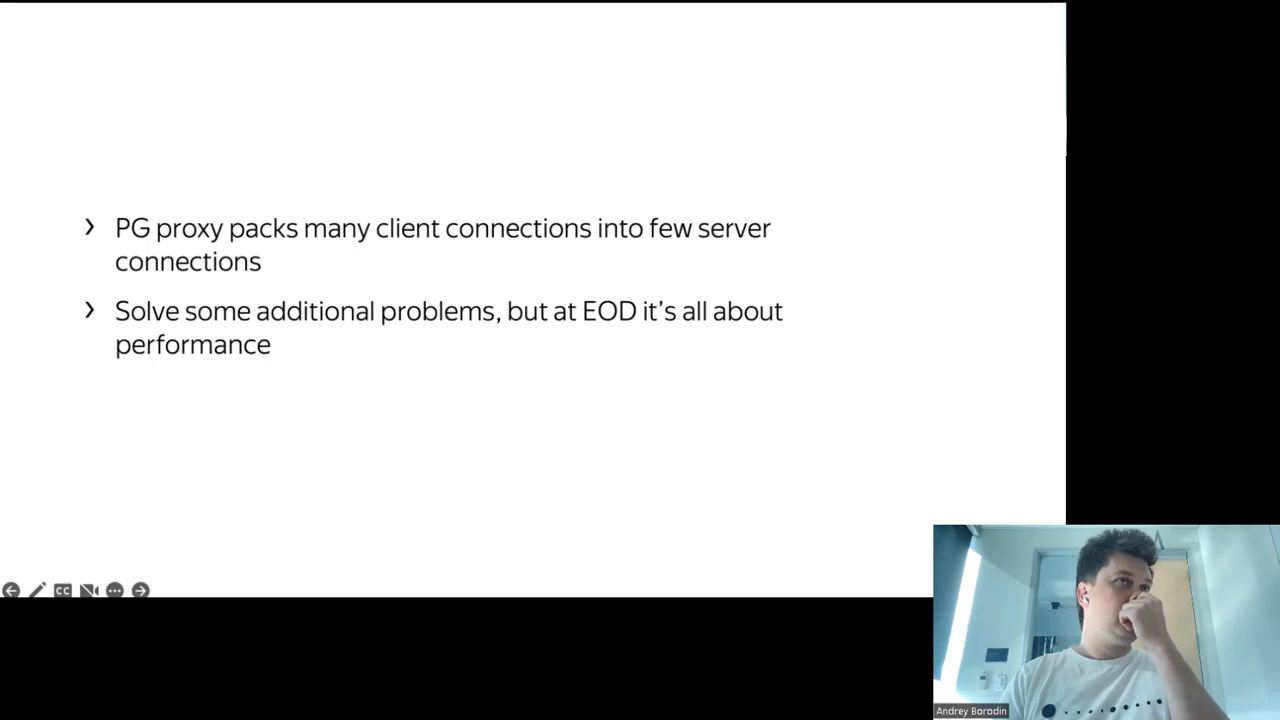 › PG proxy packs many client connections into few server
connections
› Solve some additional problems, but at EOD it's all about
performance
CC
Andrey Borodin